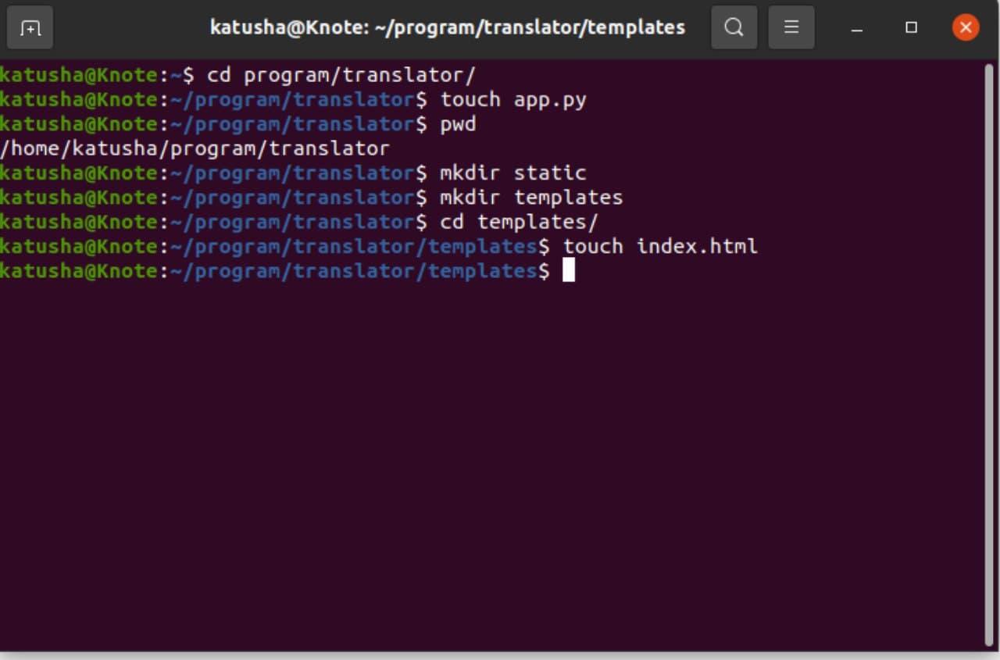 katusha@Knote: ~/program/translator/templates
katusha@Knote:~$ cd program/translator/
katusha@Knote:~/program/translator$ touch app.py
katusha@Knote:~/program/translator$ pwd
/home/katusha/program/translator
katusha@Knote:~/program/translator$ mkdir static
katusha@Knote:~/program/translator$ mkdir templates
katusha@Knote:~/program/translator$ cd templates/
katusha@Knote:~/program/translator/templates$ touch index.html
katusha@Knote:~/program/translator/templates$